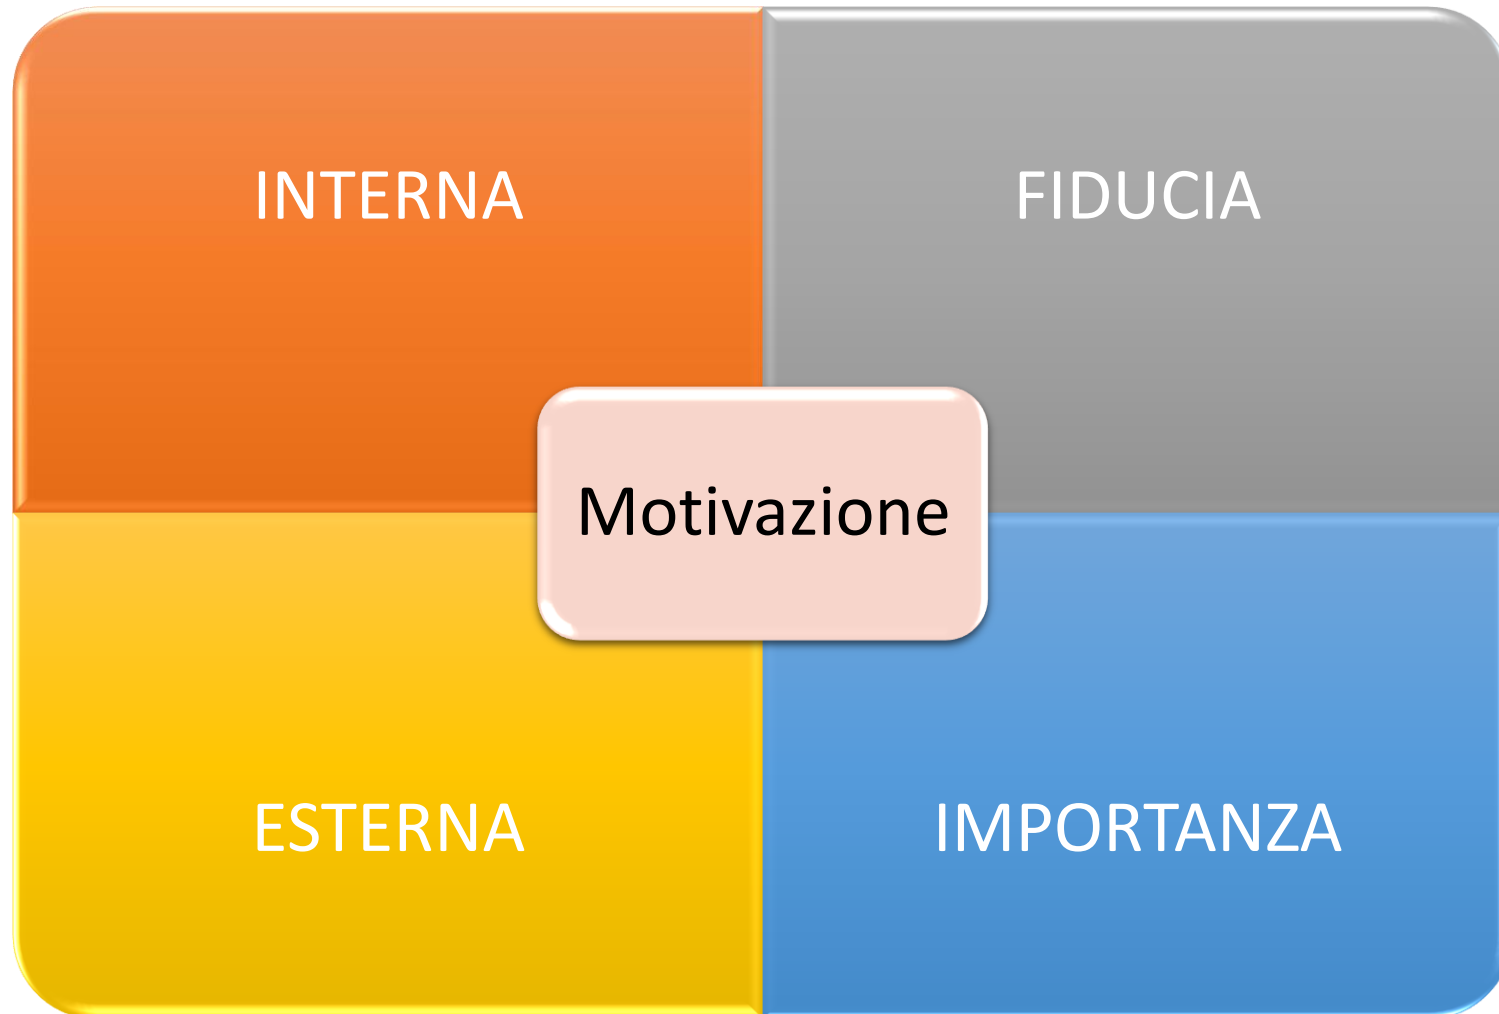 INTERNA
FIDUCIA
Motivazione
ESTERNA
IMPORTANZA